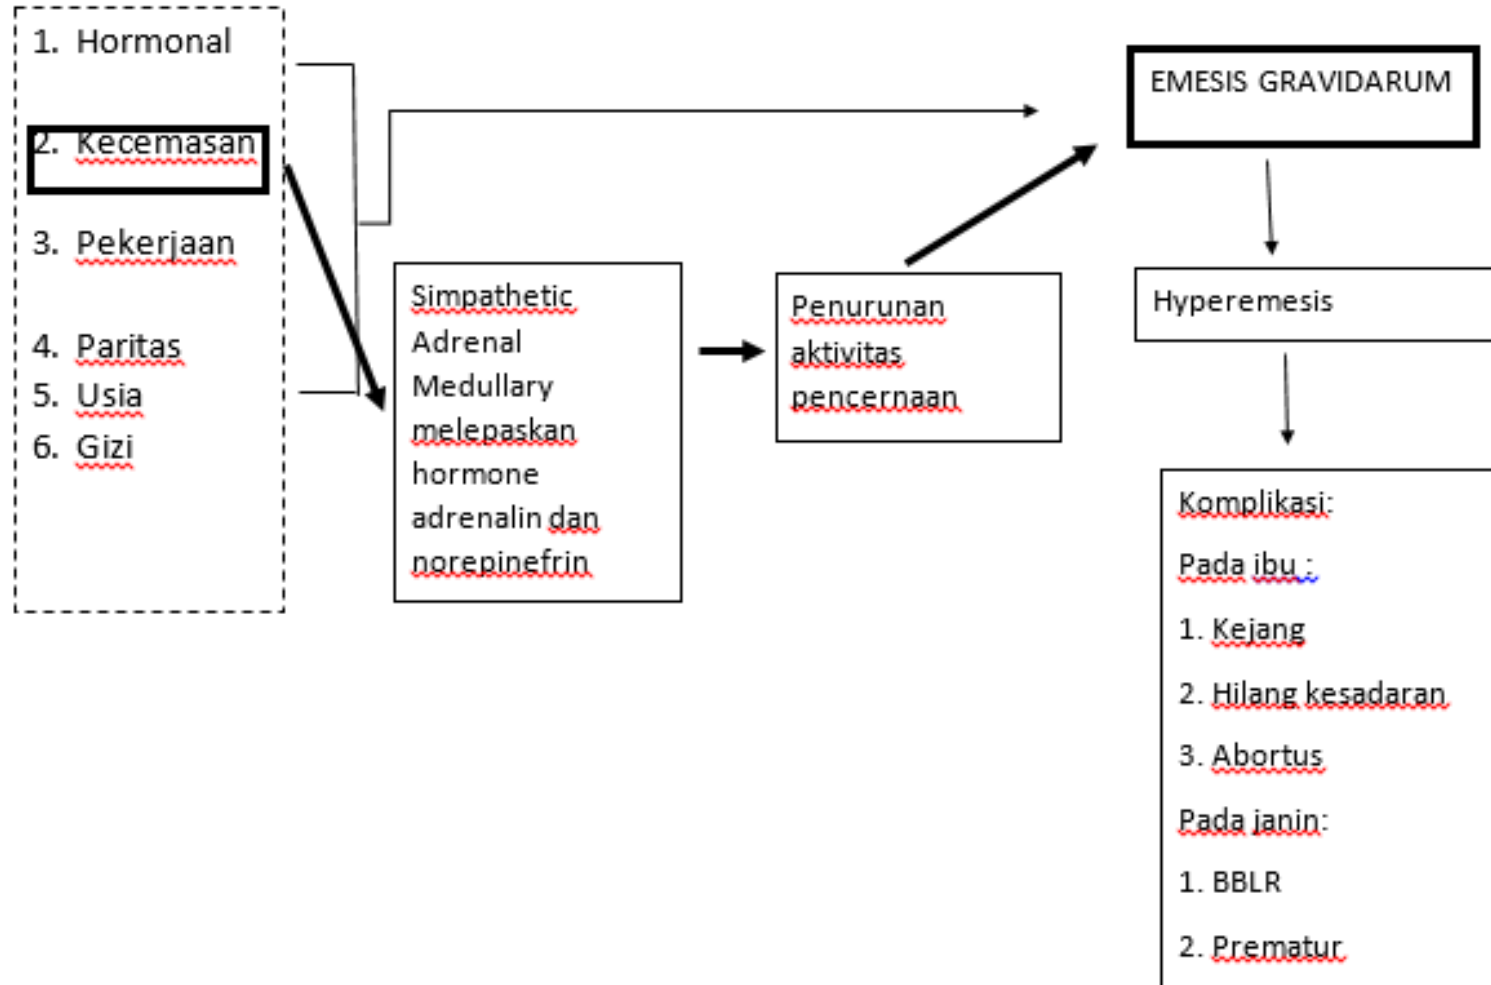 1. Hormonal
2. Kecemasan
3. Pekerjaan
4. Paritas
5. Usia
6. Gizi
Simpathetic
Adrenal
Medullary
melepaskan
hormone
adrenalin dan
norepinefrin
Penurunan
aktivitas
pencernaan
EMESIS GRAVIDARUM
Hyperemesis
Komplikasi:
Pada ibu :
1. Kejang
2. Hilang kesadaran
3. Abortus
Pada janin:
1. BBLR
2. Prematur